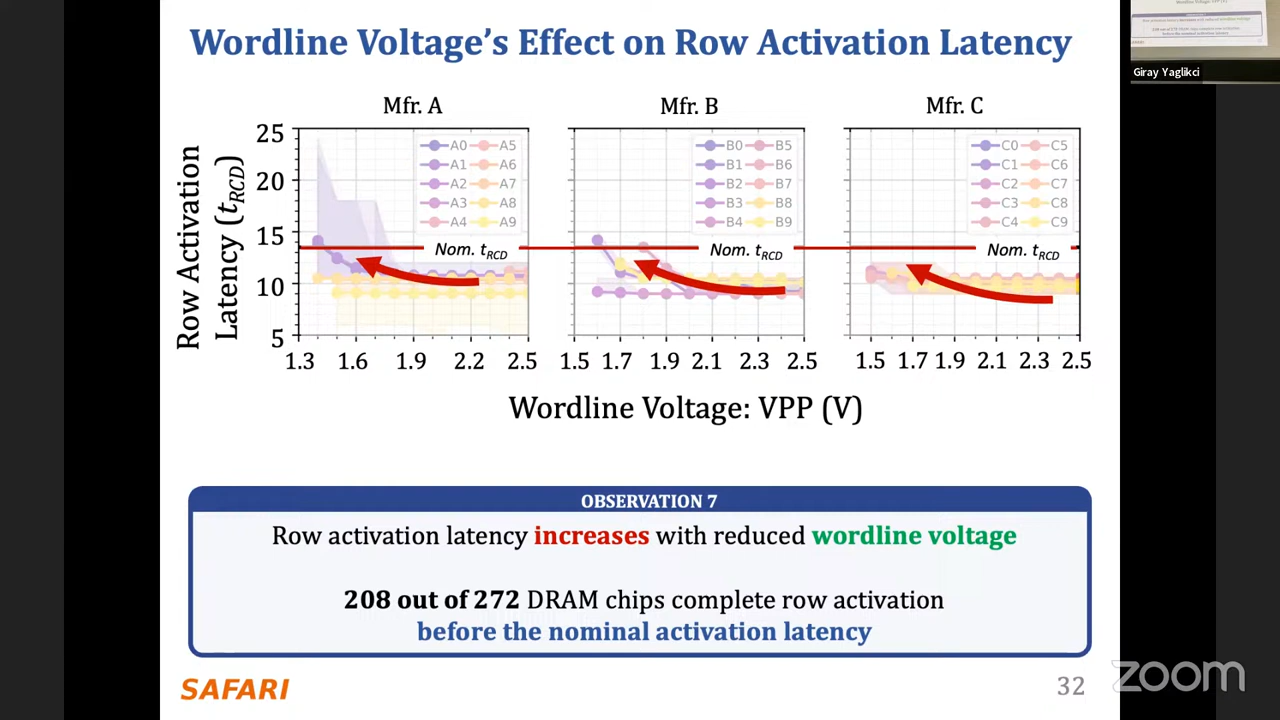 Wordline Voltage's Effect on Row Activation Latency
Giray Yaglikci
Mfr. A
Mfr. B
Mfr. C
Row Activation
Latency (tRCD)
25
20
15
10
5
A0 A5
A1 A6
A2 A7
A3 A8
A4 A9
Nom. tRCD
B0 B5
B1 B6
B2 B7
B3 B8
B4 B9
Nom. tRCD
C0 C5
C1 C6
C2 C7
C3 C8
C4 C9
Nom. tRCD
1.3 1.6 1.9 2.2 2.5
1.5 1.7 1.9 2.1 2.3 2.5
1.5 1.7 1.9 2.1 2.3 2.5
Wordline Voltage: VPP (V)
OBSERVATION 7
Row activation latency increases with reduced wordline voltage
208 out of 272 DRAM chips complete row activation
before the nominal activation latency
SAFARI
32
zoom